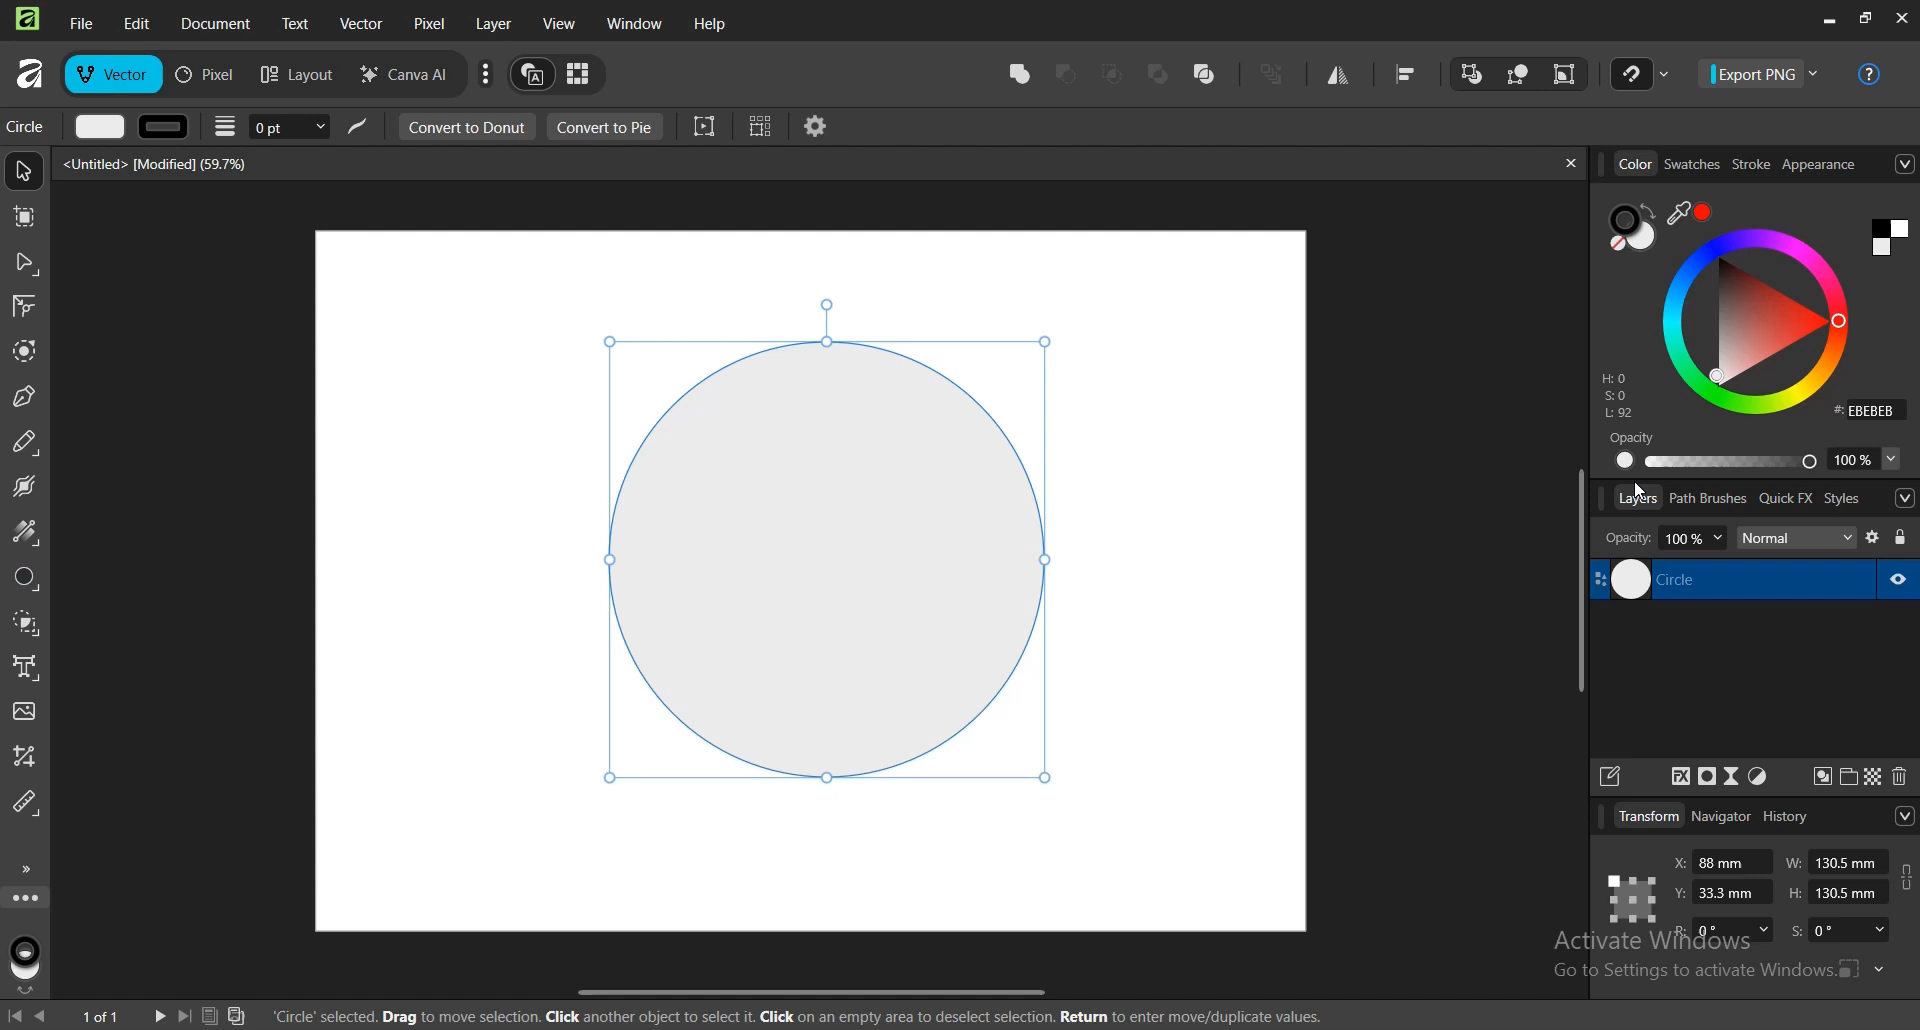 File Edit Document Text Vector Pixel Layer View Window Help
Vector Pixel Layout Canva AI Export PNG
Circle 0 pt Convert to Donut Convert to Pie
<Untitled> [Modified] (59.7%)
Color Swatches Stroke Appearance
H: 0
S: 0
L: 92
#: EBEBEB
Opacity
100 %
Layers Path Brushes Quick FX Styles
Opacity: 100 % Normal
Circle
Transform Navigator History
X: 88 mm W: 130.5 mm
Y: 33.3 mm H: 130.5 mm
R: 0° S: 0°
Activate Windows
Go to Settings to activate Windows.
1 of 1 'Circle' selected. Drag to move selection. Click another object to select it. Click on an empty area to deselect selection. Return to enter move/duplicate values.